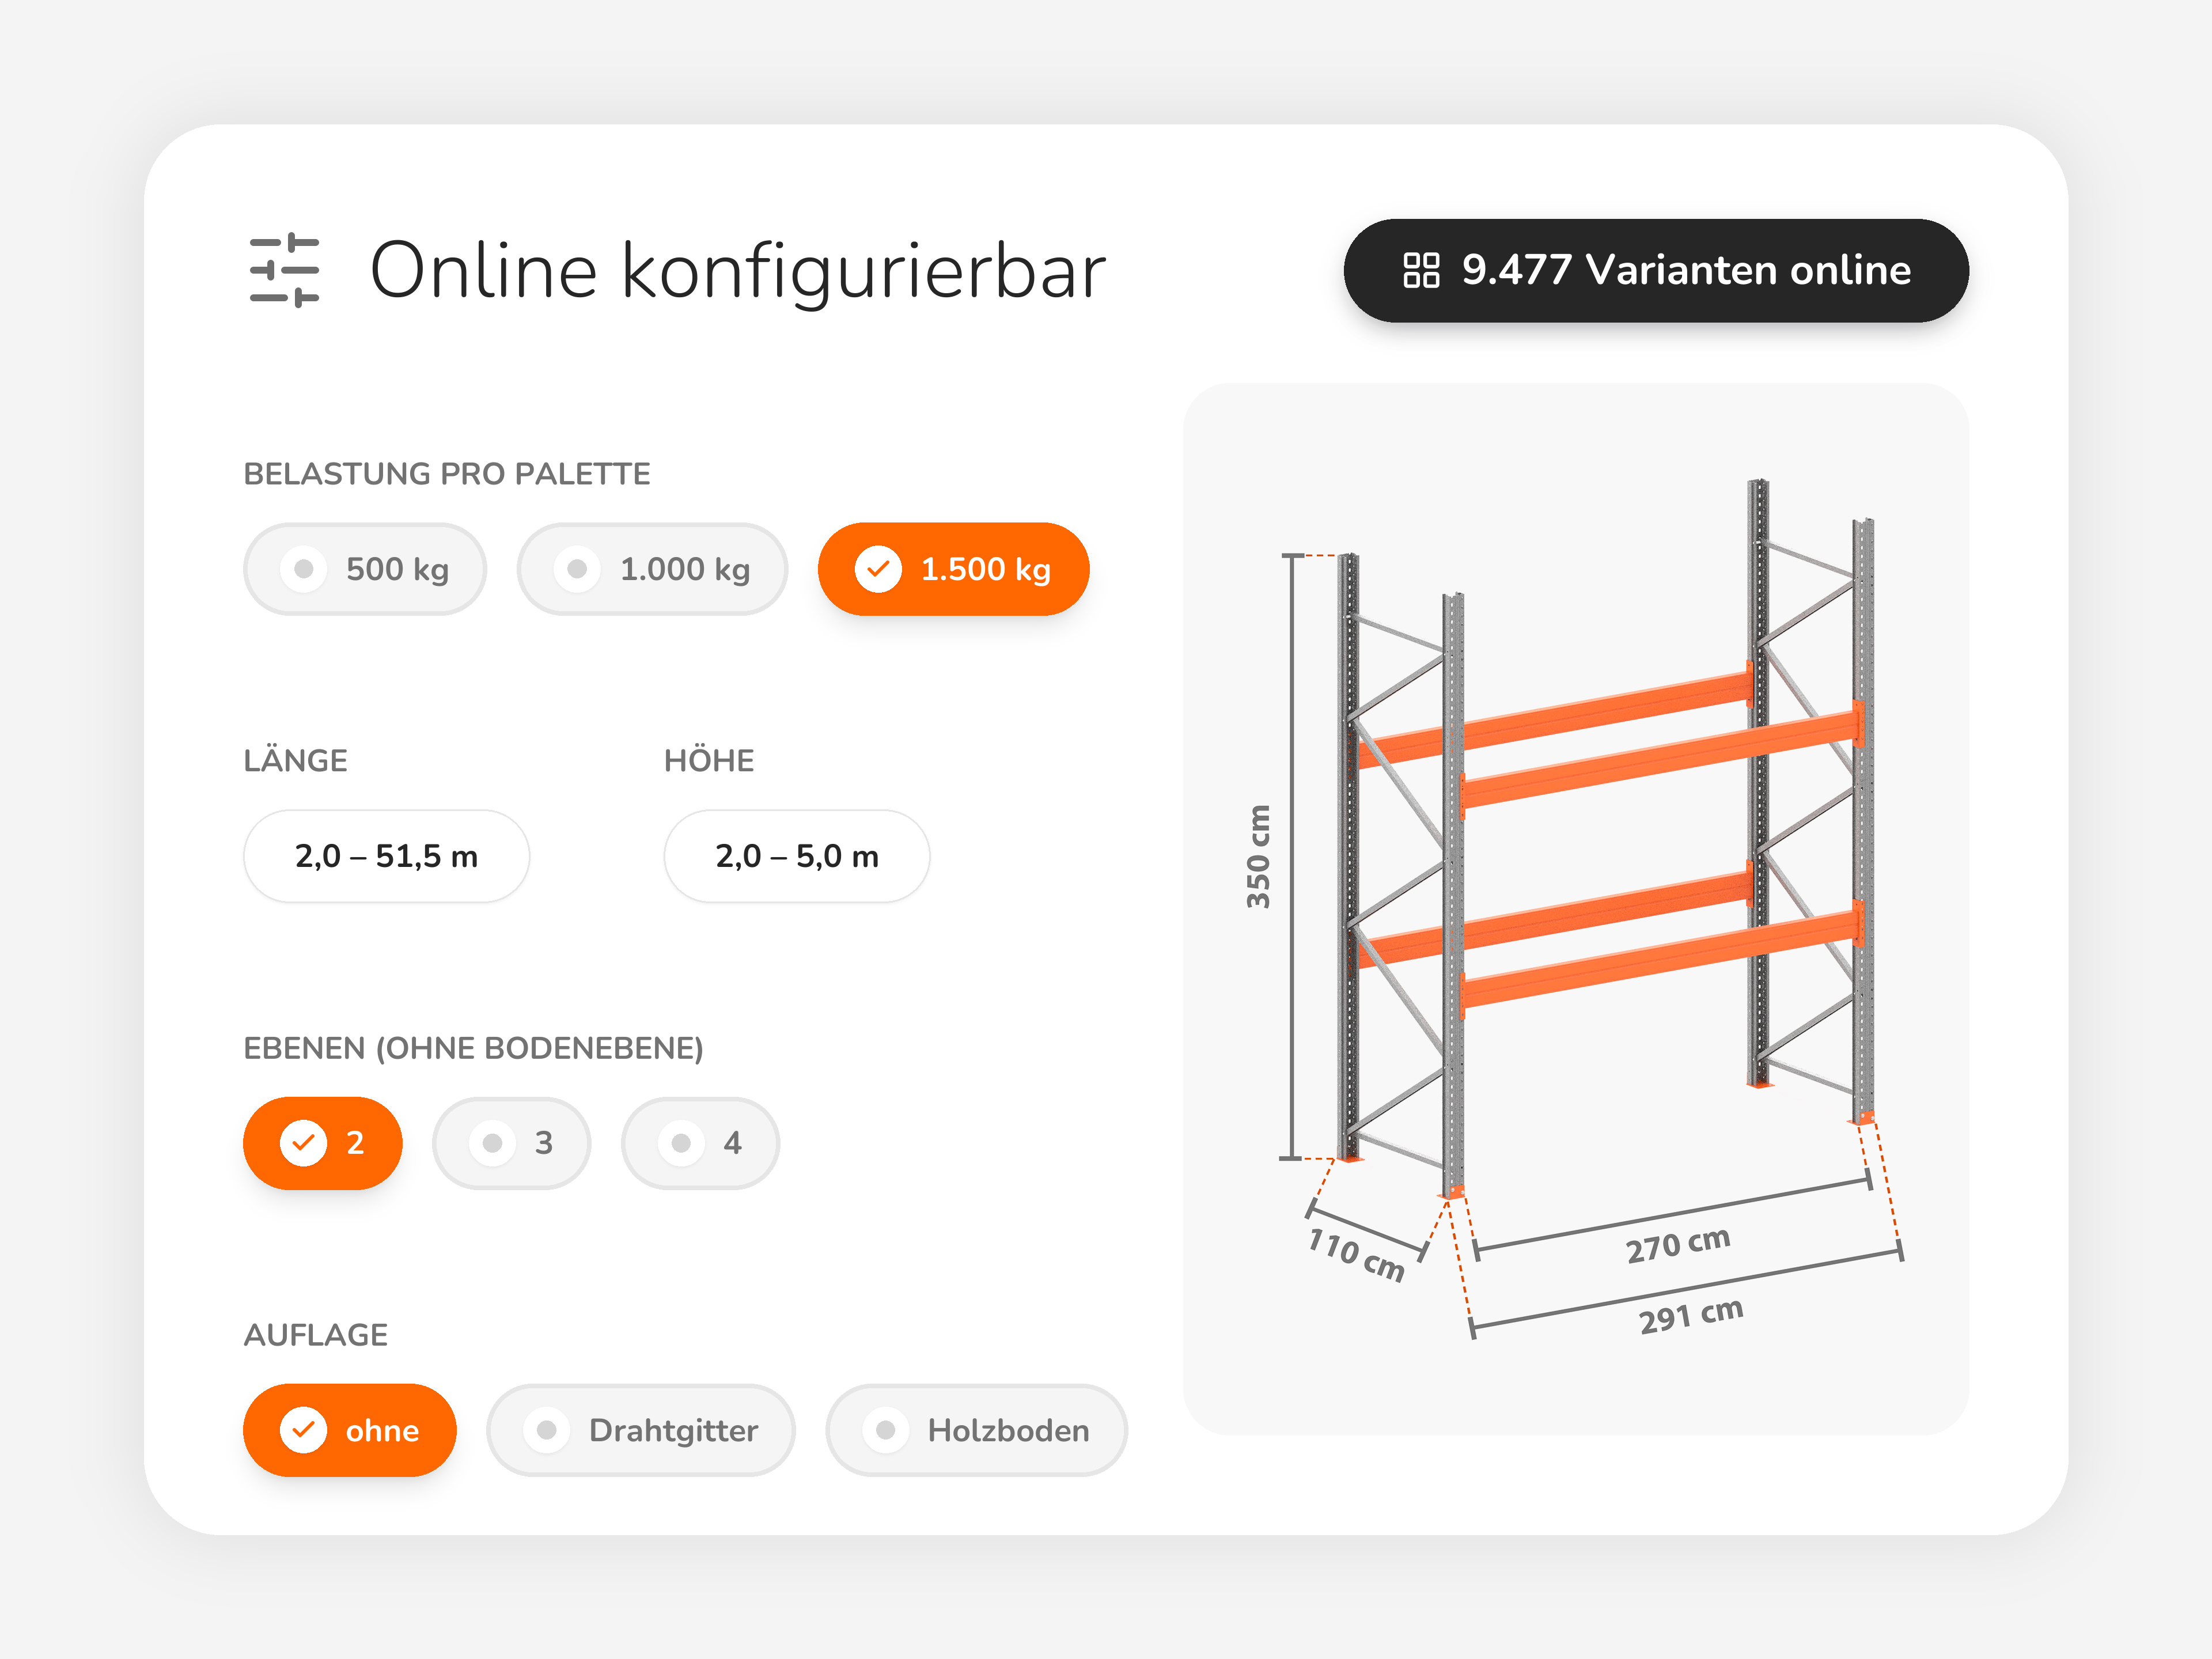 Online konfigurierbar
9.477 Varianten online
BELASTUNG PRO PALETTE
500 kg
1.000 kg
1.500 kg
LÄNGE
HÖHE
2,0 – 51,5 m
2,0 – 5,0 m
EBENEN (OHNE BODENEBENE)
2
3
4
AUFLAGE
ohne
Drahtgitter
Holzboden
350 cm
110 cm
270 cm
291 cm